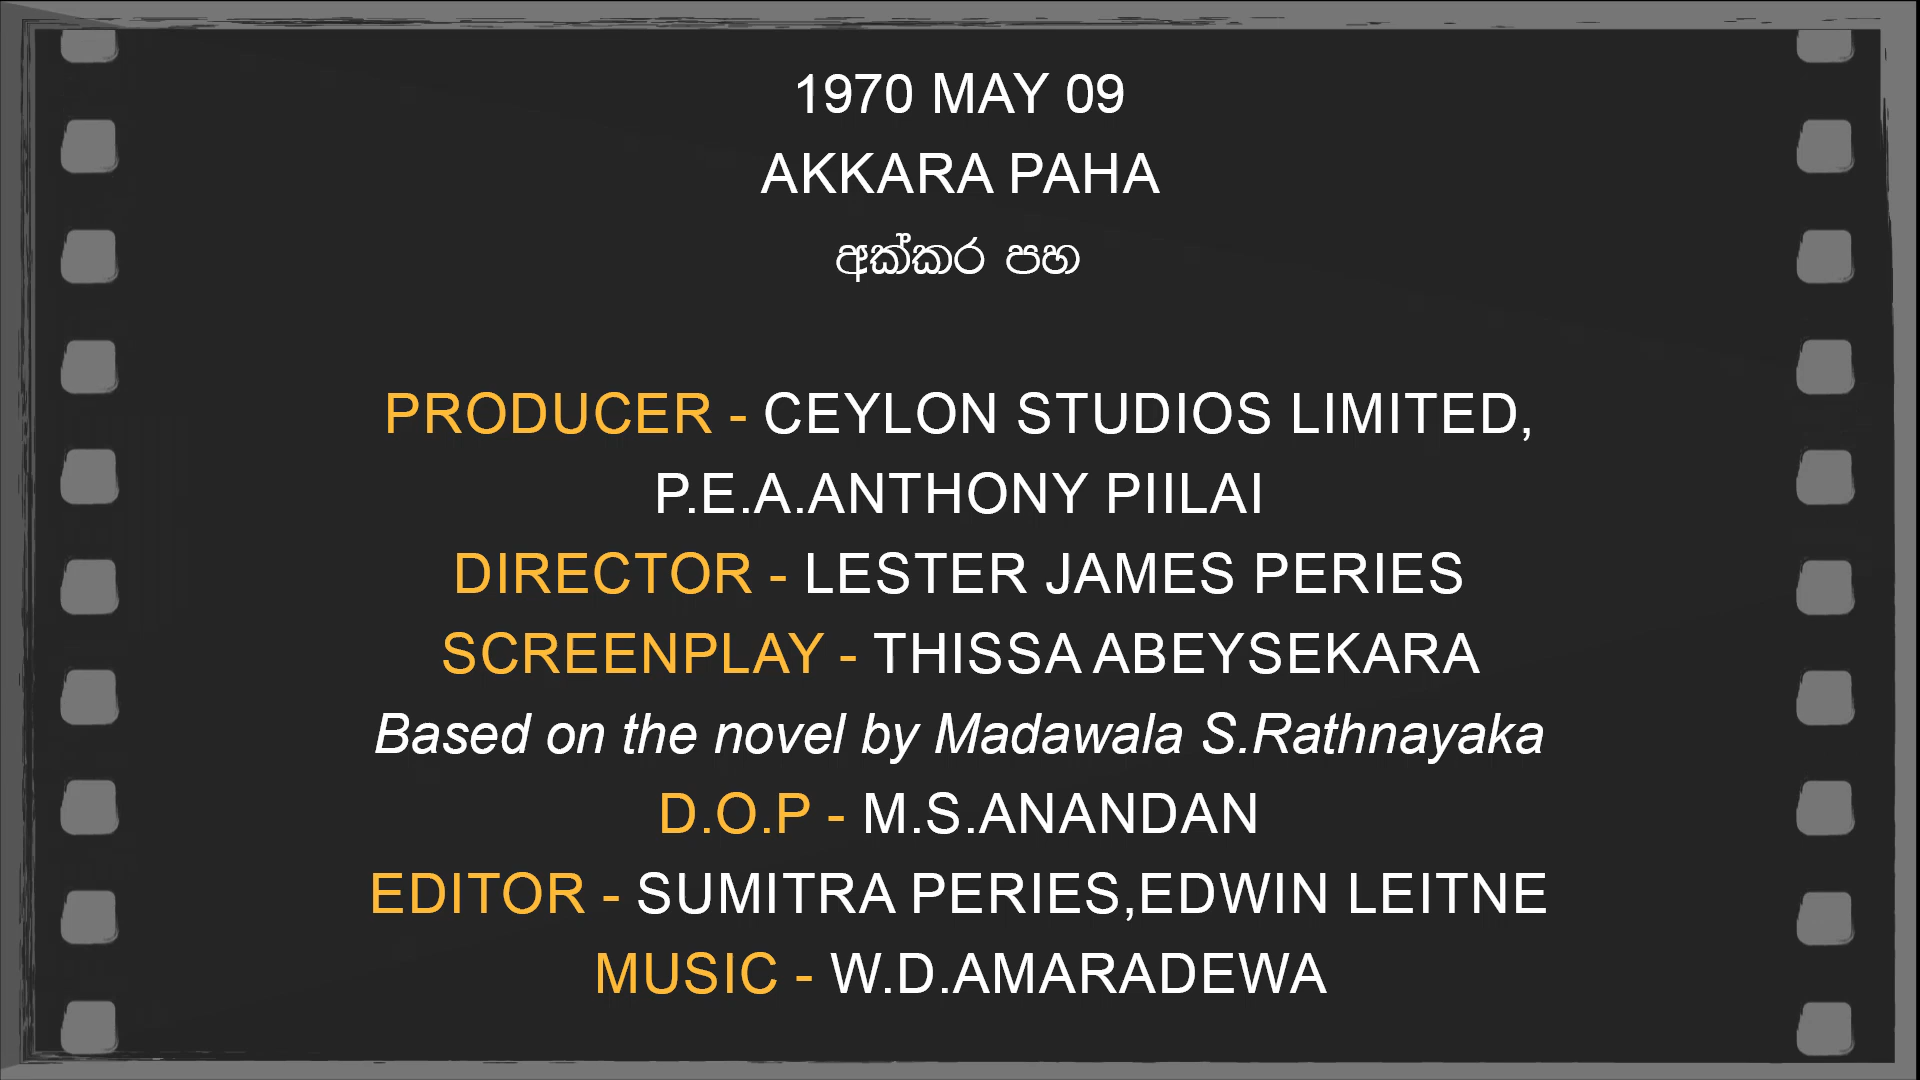 1970 MAY 09
AKKARA PAHA
අක්කර පහ
PRODUCER - CEYLON STUDIOS LIMITED,
P.E.A.ANTHONY PIILAI
DIRECTOR - LESTER JAMES PERIES
SCREENPLAY - THISSA ABEYSEKARA
Based on the novel by Madawala S.Rathnayaka
D.O.P - M.S.ANANDAN
EDITOR - SUMITRA PERIES,EDWIN LEITNE
MUSIC - W.D.AMARADEWA